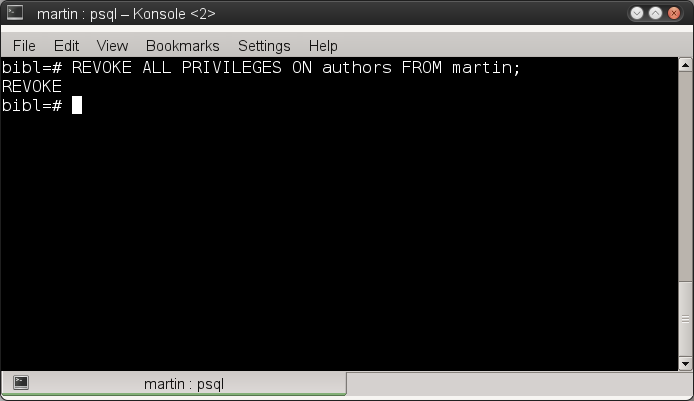 martin : psql – Konsole <2>
File Edit View Bookmarks Settings Help
bibl=# REVOKE ALL PRIVILEGES ON authors FROM martin;
REVOKE
bibl=#
martin : psql